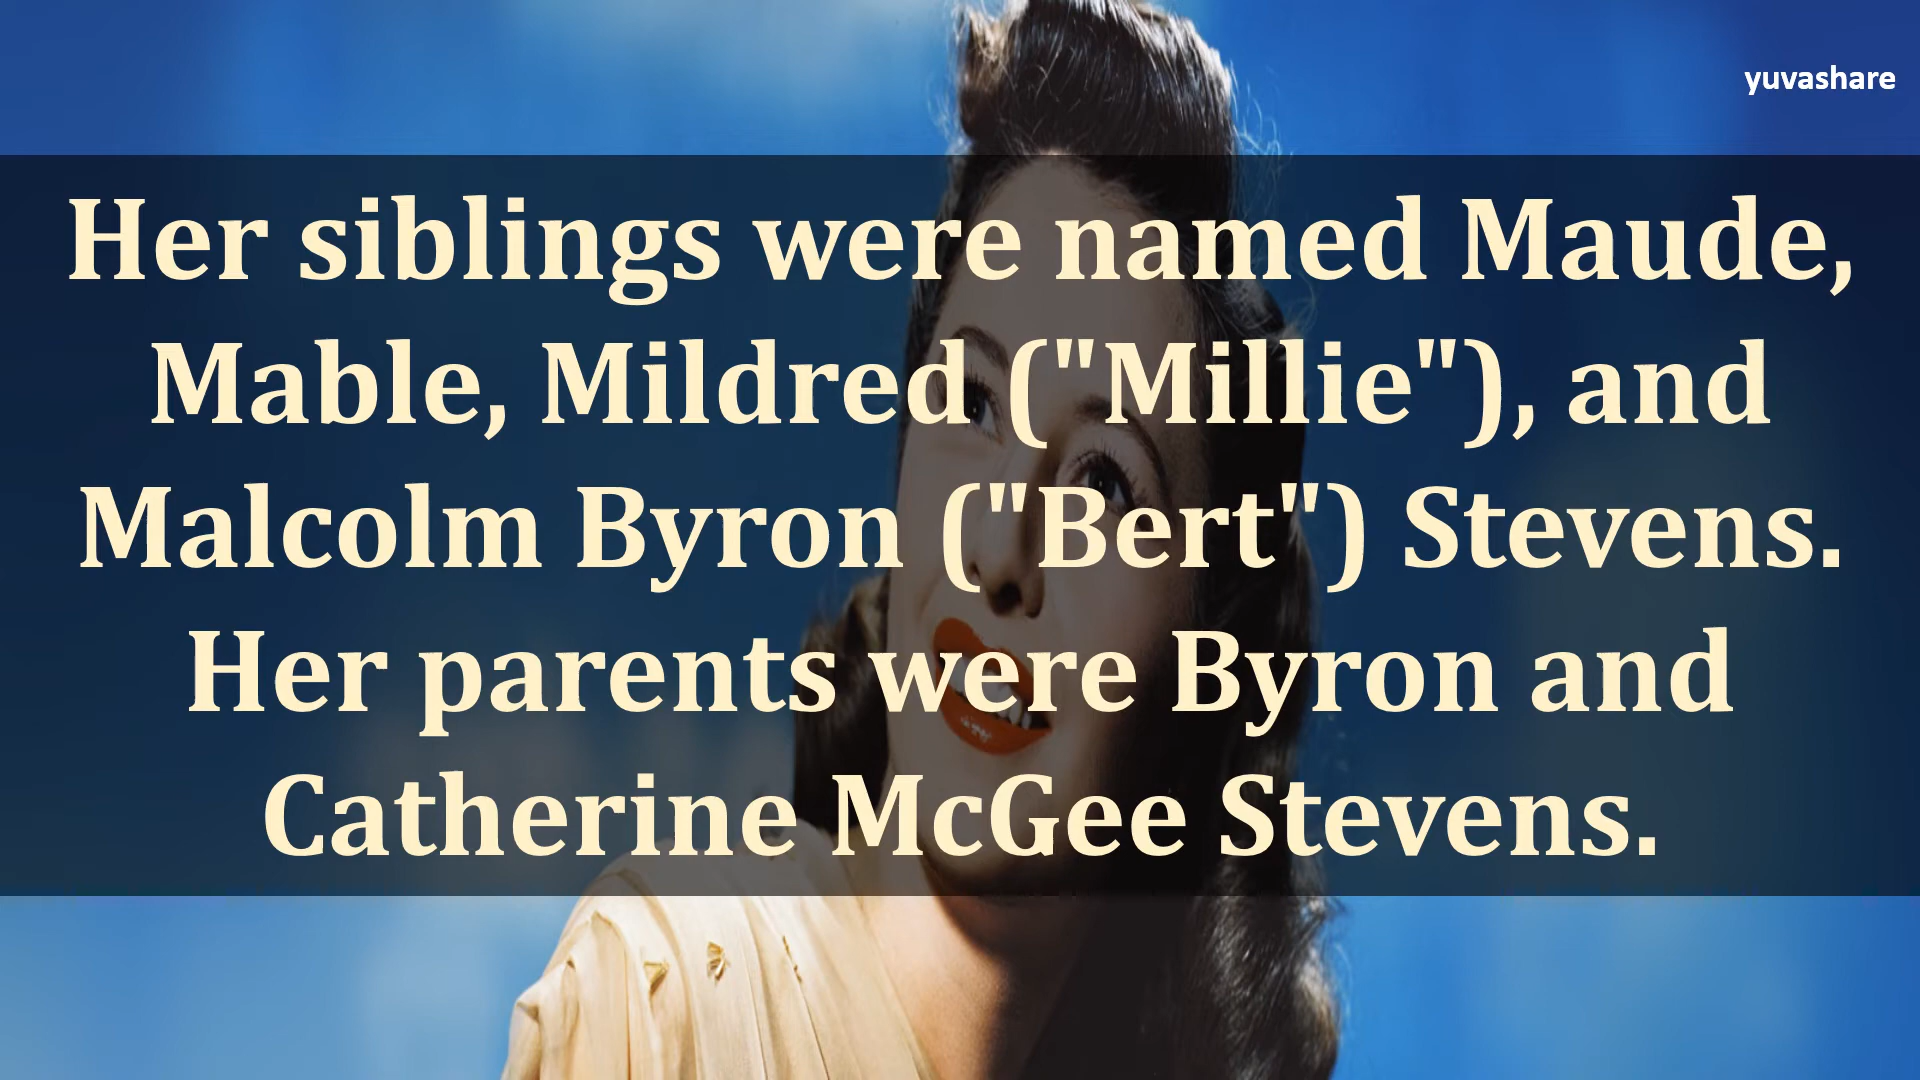 yuvashare
Her siblings were named Maude,
Mable, Mildred ("Millie"), and
Malcolm Byron ("Bert") Stevens.
Her parents were Byron and
Catherine McGee Stevens.